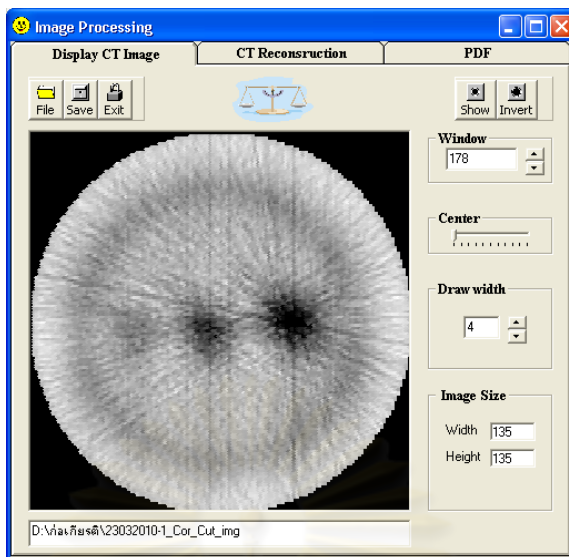 Image Processing
Display CT Image
CT Reconsruction
PDF
File Save Exit
Show Invert
Window
178
Center
Draw width
4
Image Size
Width 135
Height 135
D:\ก่อเกียรติ\23032010-1_Cor_Cut_img